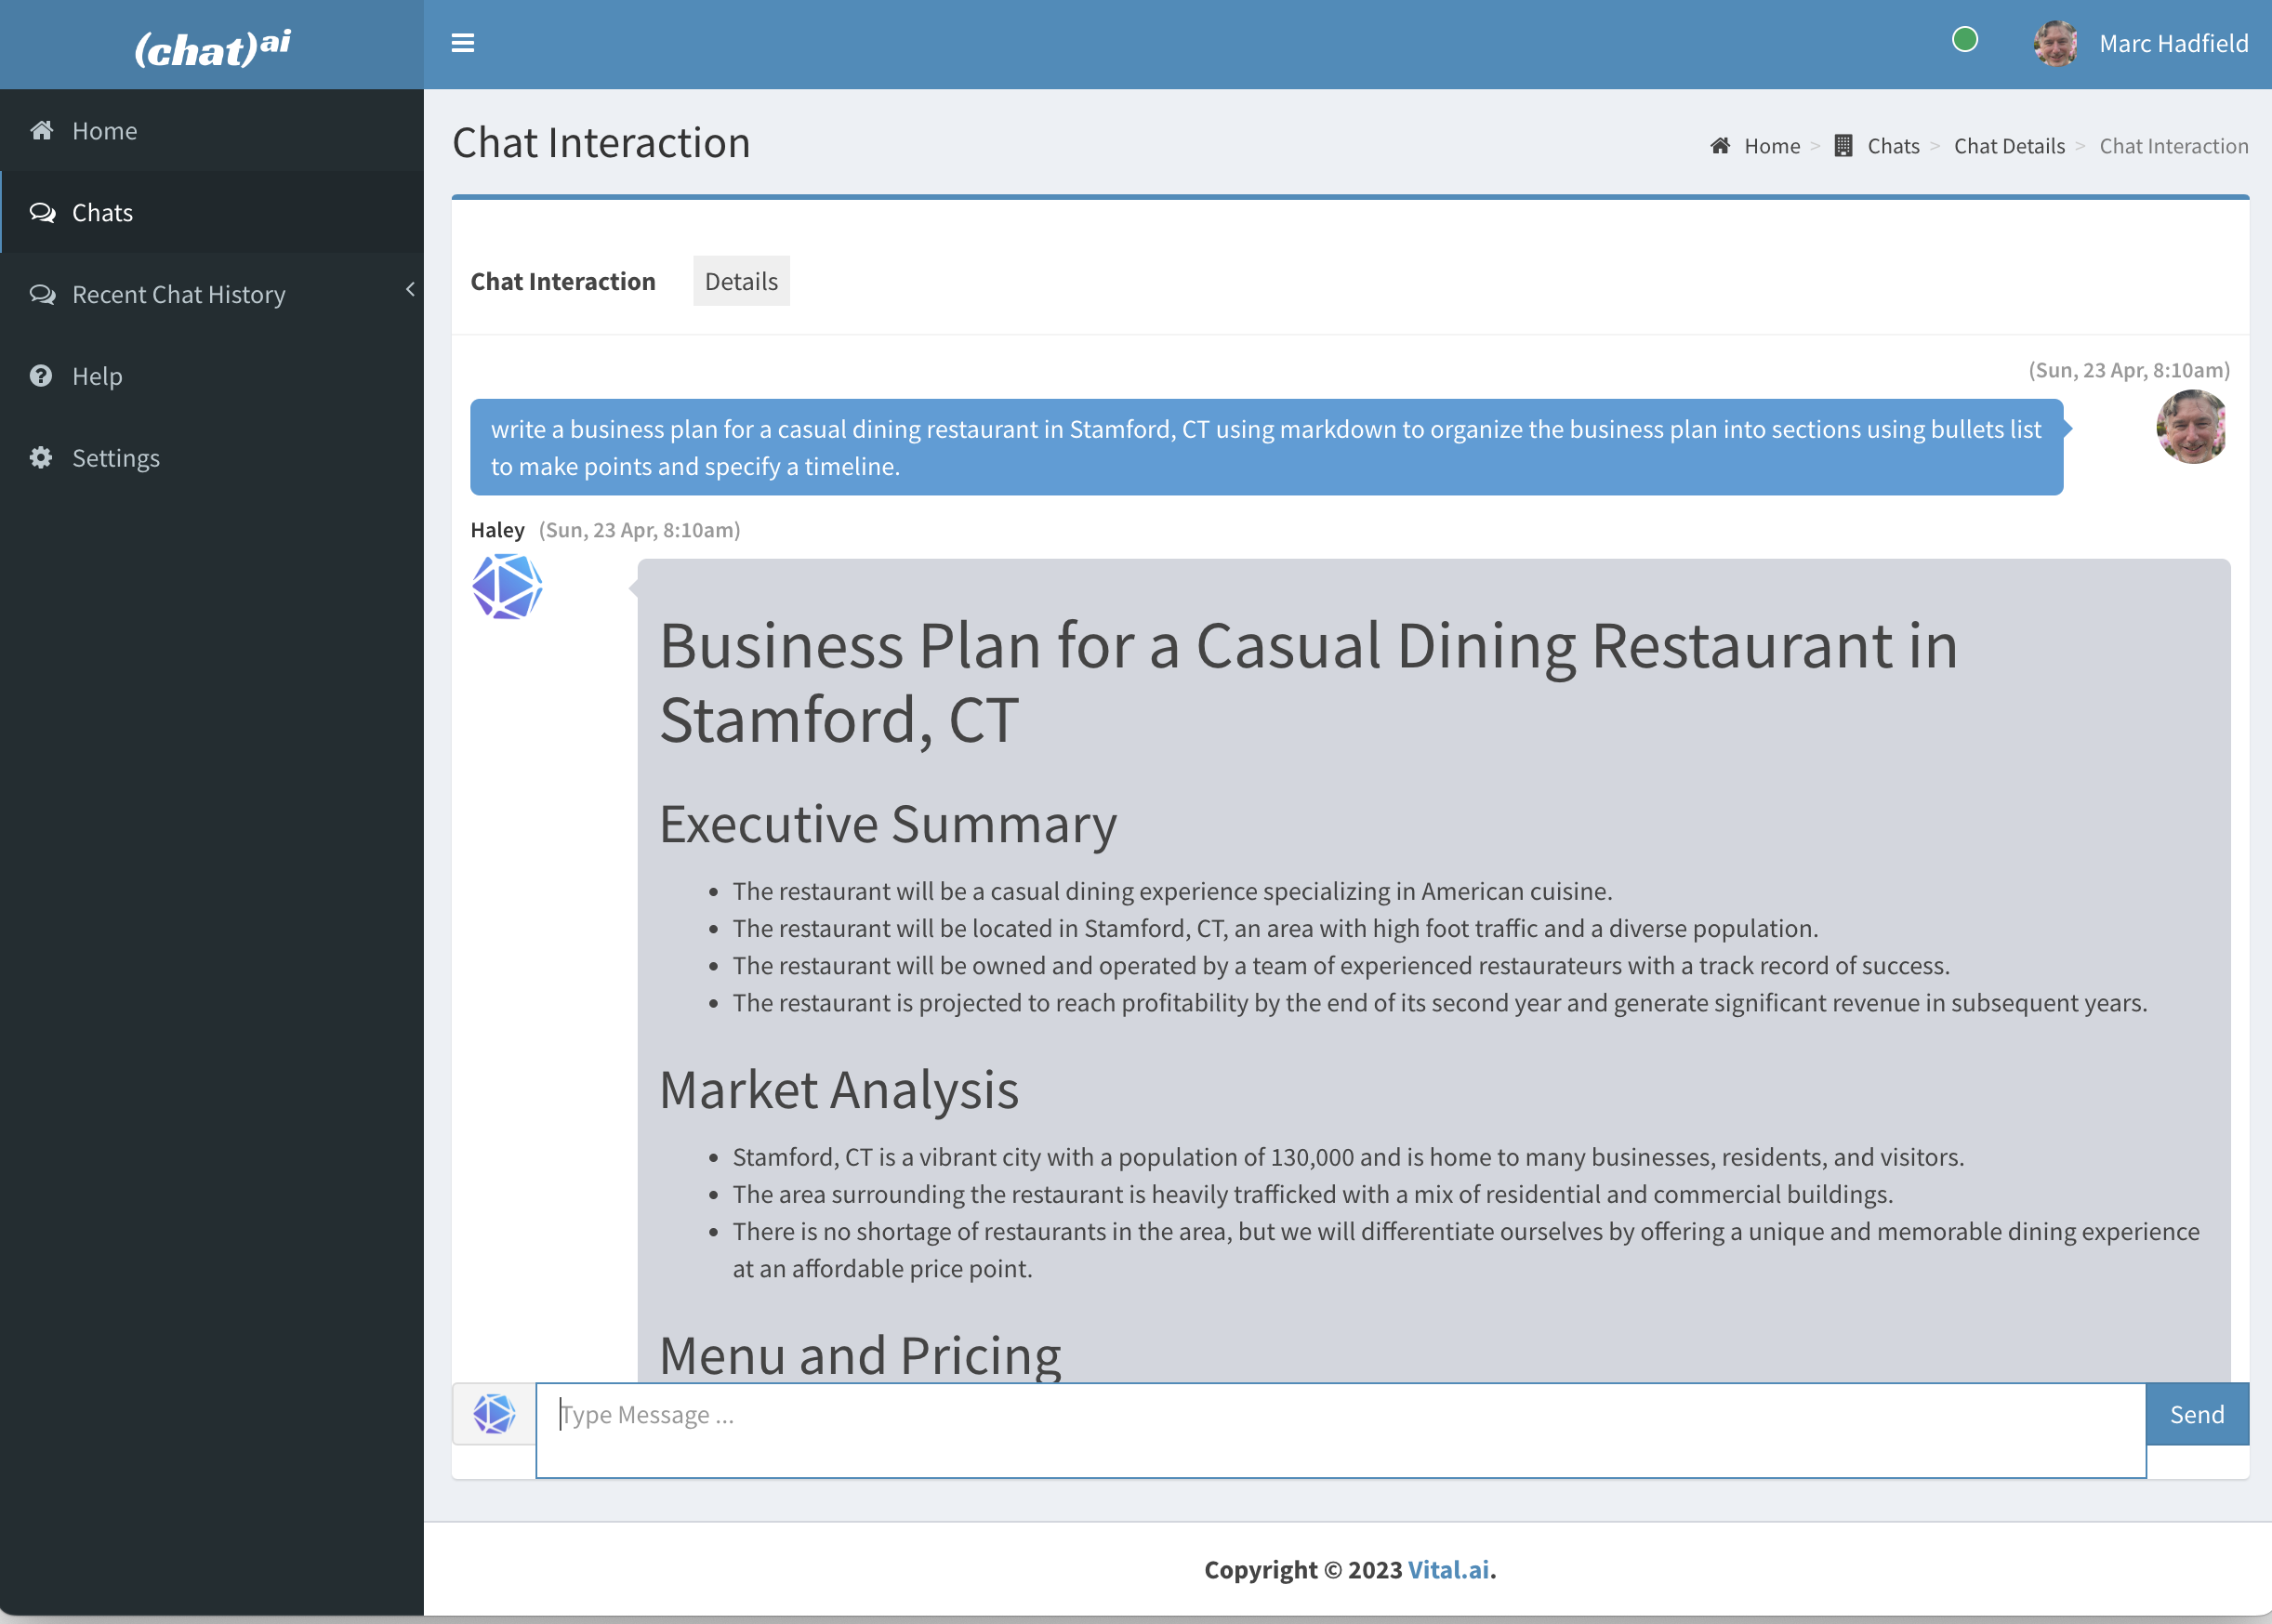 (chat)ai
Marc Hadfield
Home
Chats
Recent Chat History
Help
Settings
Chat Interaction
Home > Chats > Chat Details > Chat Interaction
Chat Interaction Details
(Sun, 23 Apr, 8:10am)
write a business plan for a casual dining restaurant in Stamford, CT using markdown to organize the business plan into sections using bullets list
to make points and specify a timeline.
Haley (Sun, 23 Apr, 8:10am)
Business Plan for a Casual Dining Restaurant in
Stamford, CT
Executive Summary
• The restaurant will be a casual dining experience specializing in American cuisine.
• The restaurant will be located in Stamford, CT, an area with high foot traffic and a diverse population.
• The restaurant will be owned and operated by a team of experienced restaurateurs with a track record of success.
• The restaurant is projected to reach profitability by the end of its second year and generate significant revenue in subsequent years.
Market Analysis
• Stamford, CT is a vibrant city with a population of 130,000 and is home to many businesses, residents, and visitors.
• The area surrounding the restaurant is heavily trafficked with a mix of residential and commercial buildings.
• There is no shortage of restaurants in the area, but we will differentiate ourselves by offering a unique and memorable dining experience
at an affordable price point.
Menu and Pricing
Type Message ...
Send
Copyright © 2023 Vital.ai.